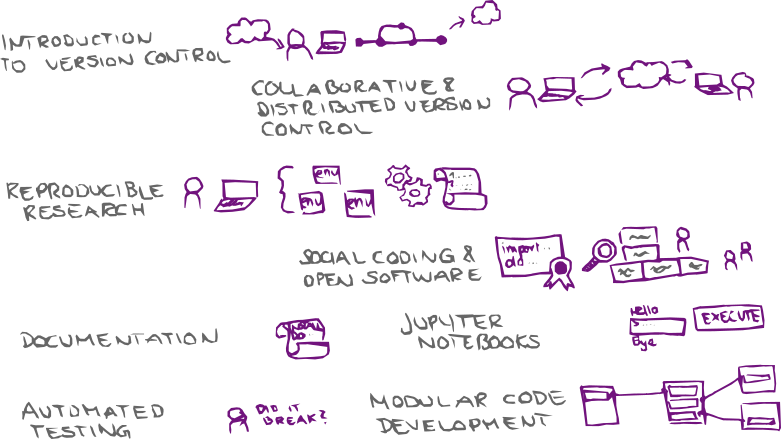 INTRODUCTION
TO VERSION CONTROL
COLLABORATIVE &
DISTRIBUTED VERSION
CONTROL
REPRODUCIBLE
RESEARCH
env
env
env
SOCIAL CODING &
OPEN SOFTWARE
import...
old...
DOCUMENTATION
JUPYTER
NOTEBOOKS
Hello
>
Bye
EXECUTE
AUTOMATED
TESTING
DID IT
BREAK?
MODULAR CODE
DEVELOPMENT